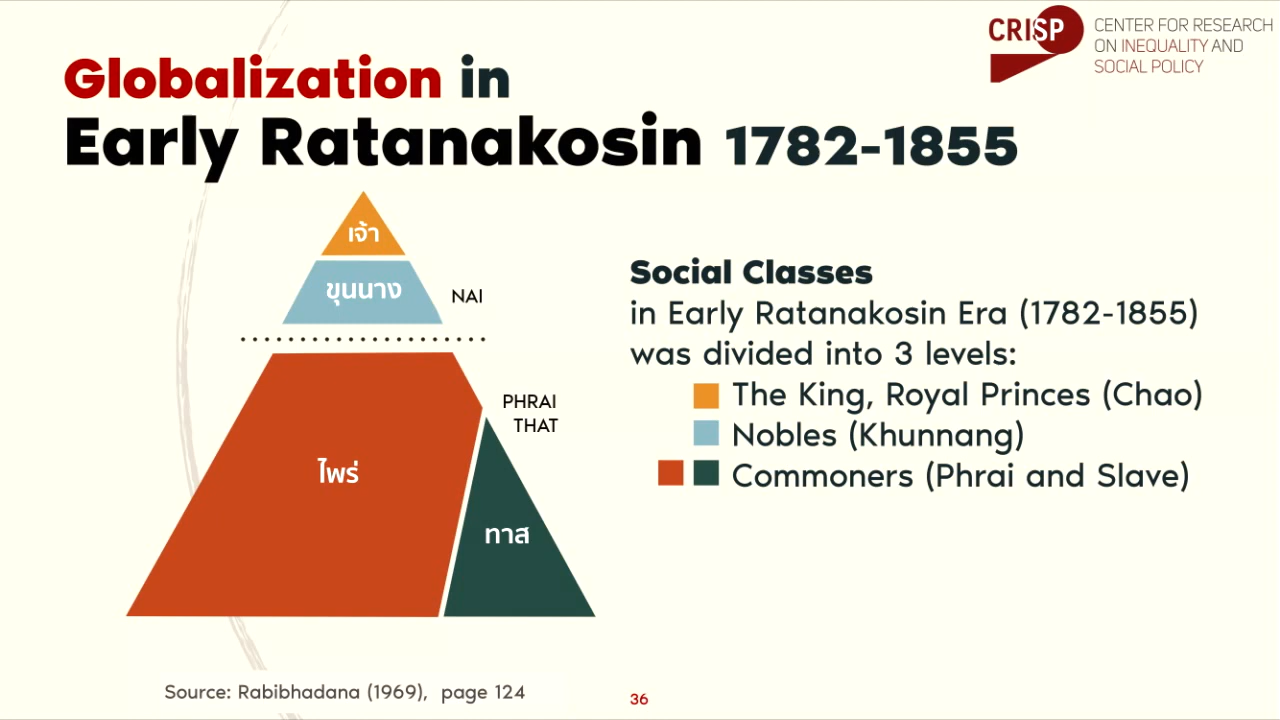 CRISP
CENTER FOR RESEARCH
ON INEQUALITY AND
SOCIAL POLICY
Globalization in
Early Ratanakosin 1782-1855
เจ้า
ขุนนาง
NAI
PHRAI
THAT
ไพร่
ทาส
Social Classes
in Early Ratanakosin Era (1782-1855)
was divided into 3 levels:
The King, Royal Princes (Chao)
Nobles (Khunnang)
Commoners (Phrai and Slave)
Source: Rabibhadana (1969), page 124
36